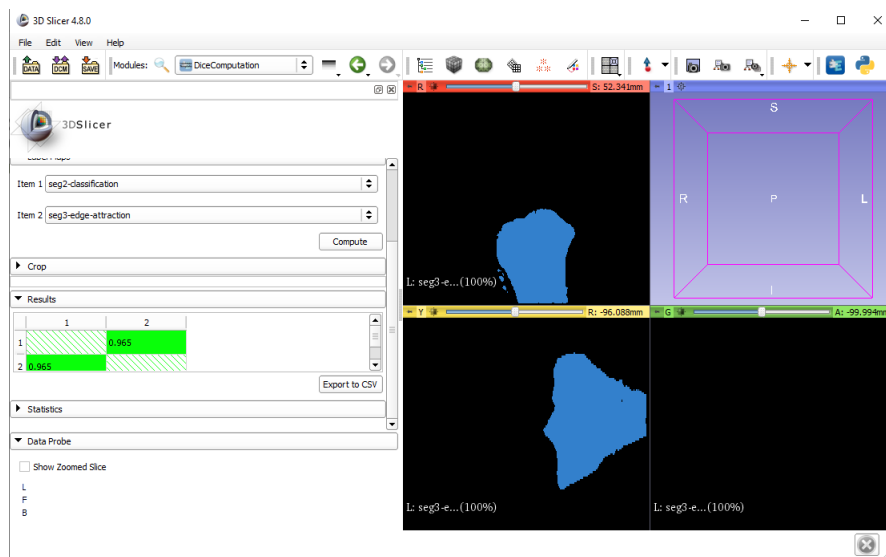 3D Slicer 4.8.0
File Edit View Help
DATA DCM SAVE Modules: DiceComputation
3DSlicer
Label Maps
Item 1 seg2-classification
Item 2 seg3-edge-attraction
Compute
Crop
Results
1 2
1 0.965
2 0.965
Export to CSV
Statistics
Data Probe
Show Zoomed Slice
L
F
B
R S: 52.341mm
L: seg3-e...(100%)
1
S
R P L
I
Y R: -96.088mm
L: seg3-e...(100%)
G A: -99.994mm
L: seg3-e...(100%)